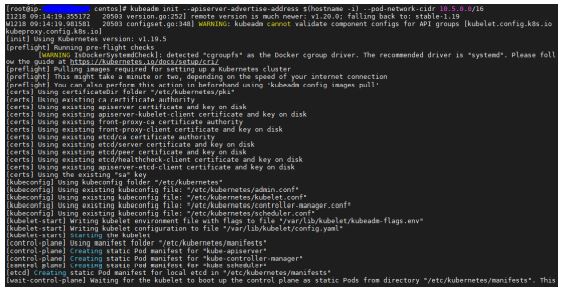 [root@ip- centos]# kubeadm init --apiserver-advertise-address $(hostname -i) --pod-network-cidr 10.5.0.0/16
I1218 09:14:19.355172 20503 version.go:252] remote version is much newer: v1.20.0; falling back to: stable-1.19
W1218 09:14:19.981581 20503 configset.go:348] WARNING: kubeadm cannot validate component configs for API groups [kubelet.config.k8s.io
kubeproxy.config.k8s.io]
[init] Using Kubernetes version: v1.19.5
[preflight] Running pre-flight checks
[WARNING IsDockerSystemdCheck]: detected "cgroupfs" as the Docker cgroup driver. The recommended driver is "systemd". Please foll
ow the guide at https://kubernetes.io/docs/setup/cri/
[preflight] Pulling images required for setting up a Kubernetes cluster
[preflight] This might take a minute or two, depending on the speed of your internet connection
[preflight] You can also perform this action in beforehand using 'kubeadm config images pull'
[certs] Using certificateDir folder "/etc/kubernetes/pki"
[certs] Using existing ca certificate authority
[certs] Using existing apiserver certificate and key on disk
[certs] Using existing apiserver-kubelet-client certificate and key on disk
[certs] Using existing front-proxy-ca certificate authority
[certs] Using existing front-proxy-client certificate and key on disk
[certs] Using existing etcd/ca certificate authority
[certs] Using existing etcd/server certificate and key on disk
[certs] Using existing etcd/peer certificate and key on disk
[certs] Using existing etcd/healthcheck-client certificate and key on disk
[certs] Using existing apiserver-etcd-client certificate and key on disk
[certs] Using the existing "sa" key
[kubeconfig] Using kubeconfig folder "/etc/kubernetes"
[kubeconfig] Using existing kubeconfig file: "/etc/kubernetes/admin.conf"
[kubeconfig] Using existing kubeconfig file: "/etc/kubernetes/kubelet.conf"
[kubeconfig] Using existing kubeconfig file: "/etc/kubernetes/controller-manager.conf"
[kubeconfig] Using existing kubeconfig file: "/etc/kubernetes/scheduler.conf"
[kubelet-start] Writing kubelet environment file with flags to file "/var/lib/kubelet/kubeadm-flags.env"
[kubelet-start] Writing kubelet configuration to file "/var/lib/kubelet/config.yaml"
[kubelet-start] Starting the kubelet
[control-plane] Using manifest folder "/etc/kubernetes/manifests"
[control-plane] Creating static Pod manifest for "kube-apiserver"
[control-plane] Creating static Pod manifest for "kube-controller-manager"
[control-plane] Creating static Pod manifest for "kube-scheduler"
[etcd] Creating static Pod manifest for local etcd in "/etc/kubernetes/manifests"
[wait-control-plane] Waiting for the kubelet to boot up the control plane as static Pods from directory "/etc/kubernetes/manifests". This